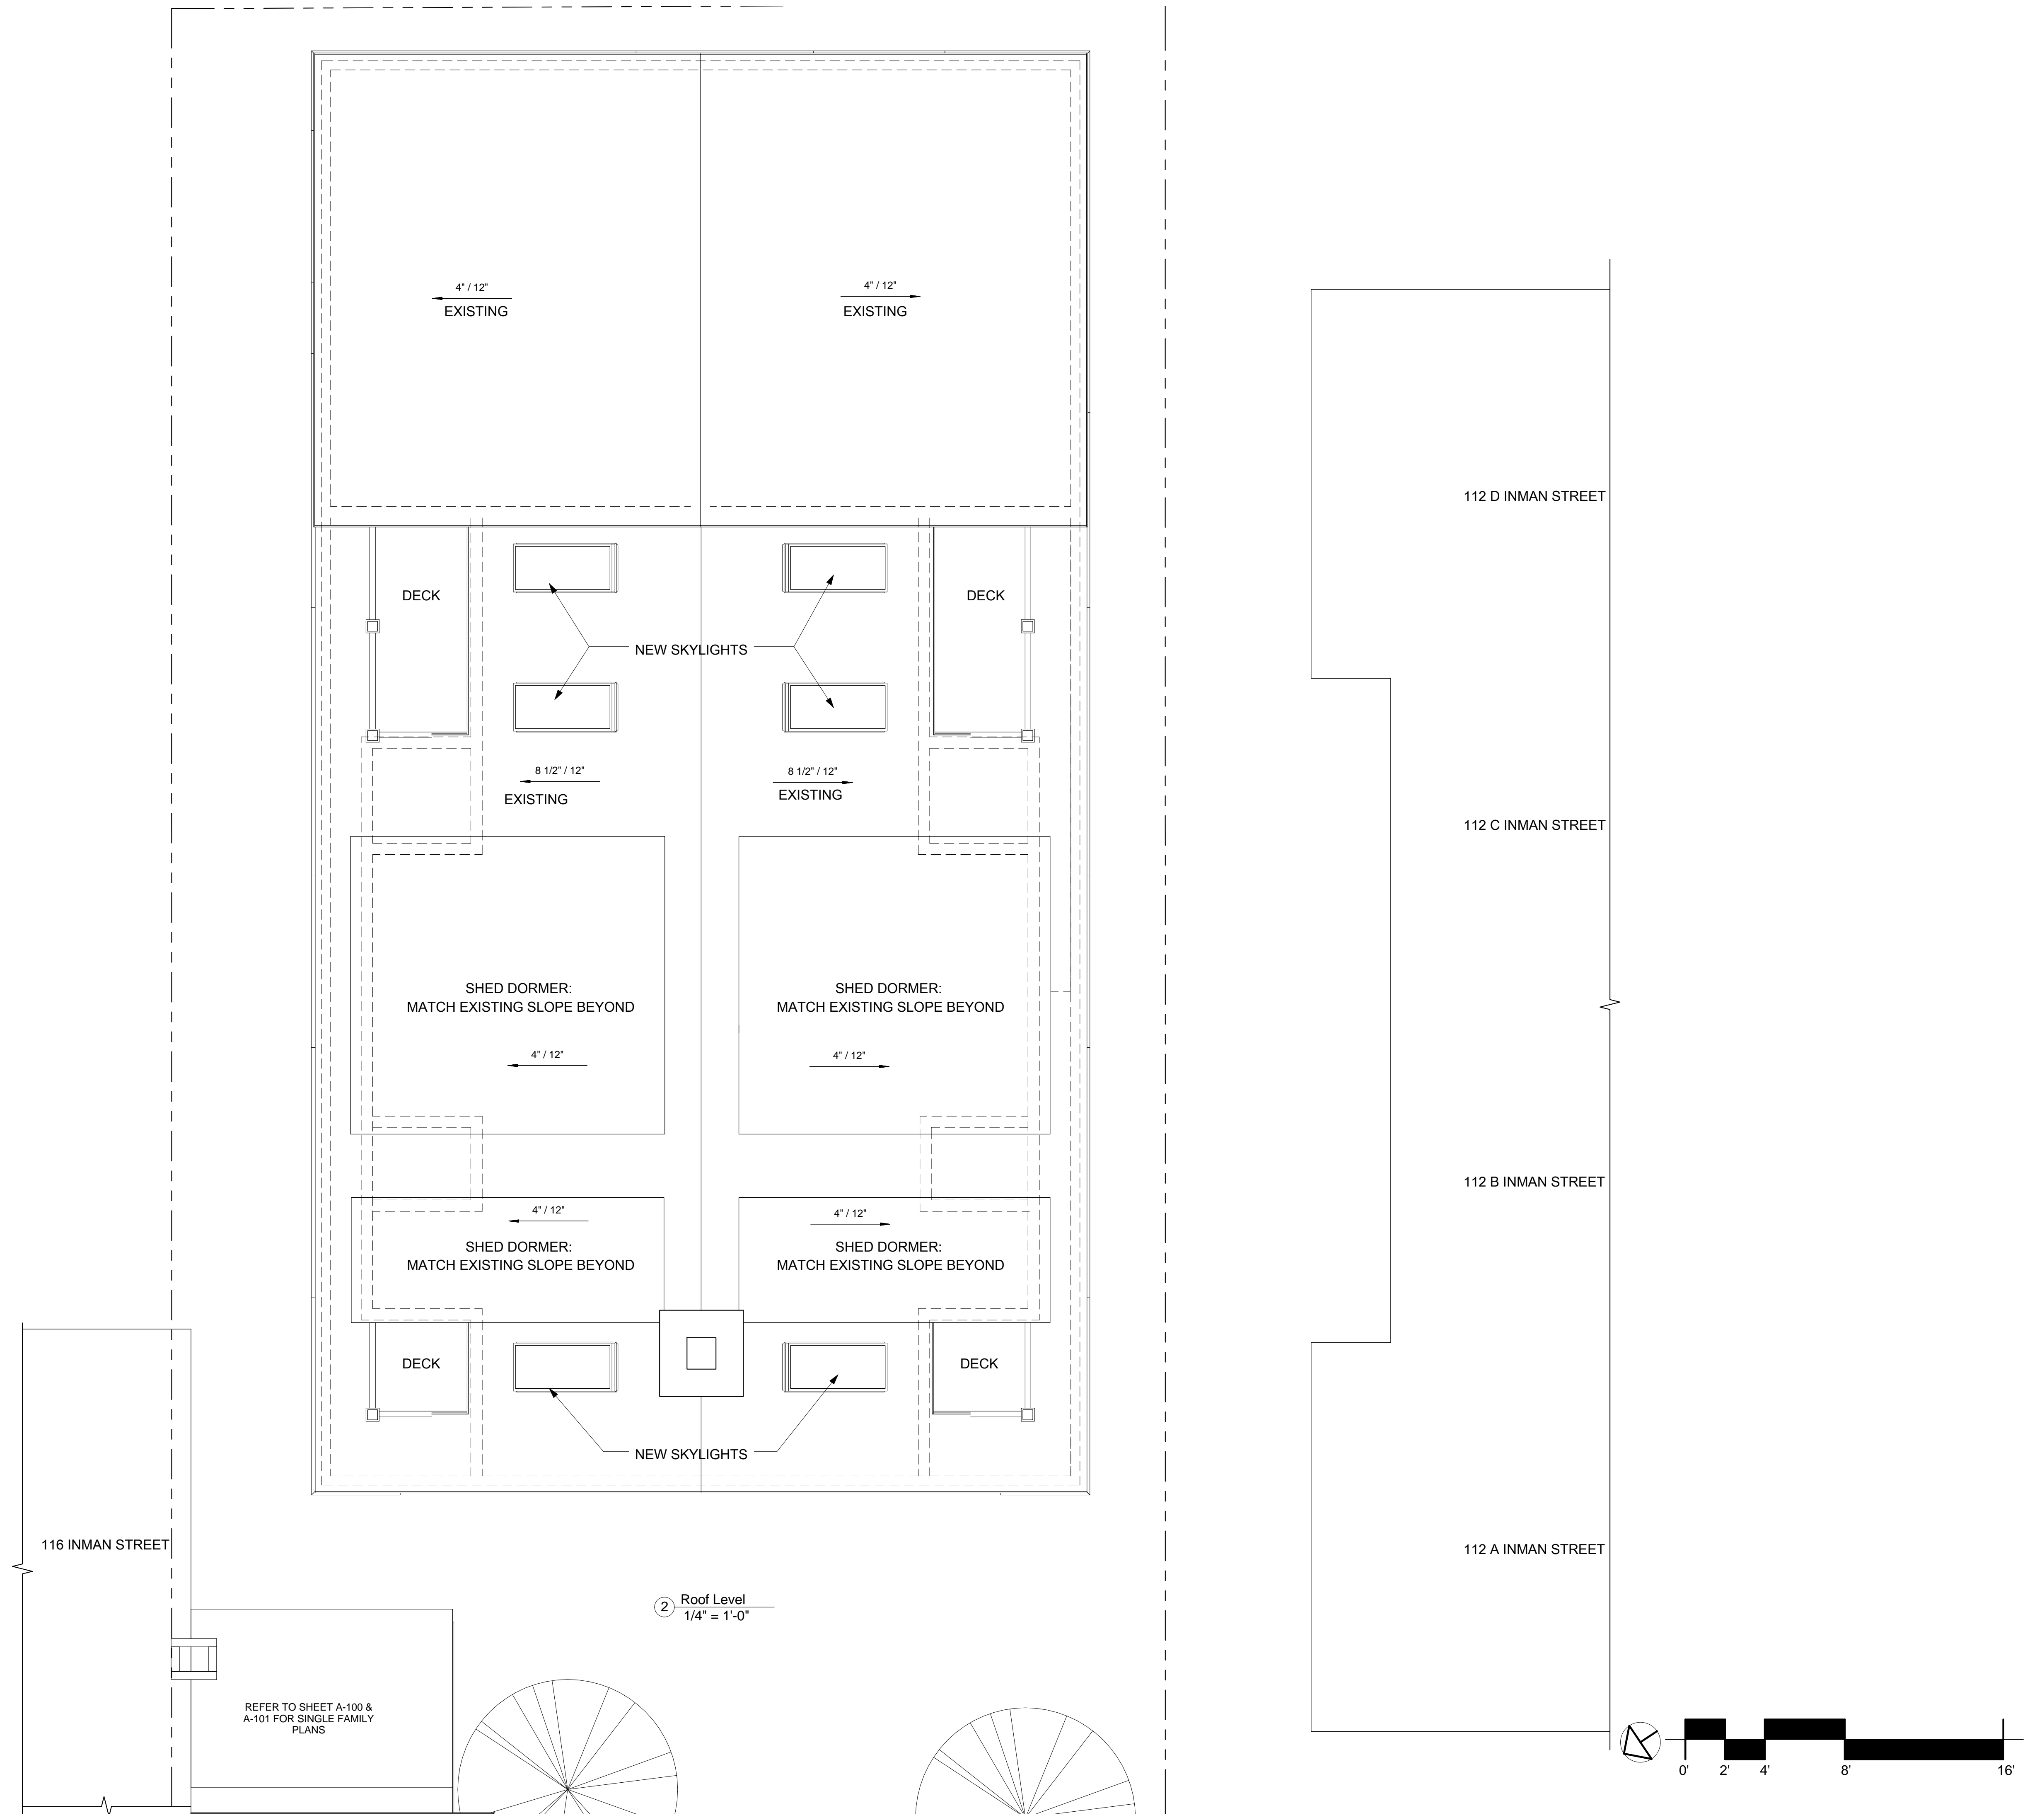 4" / 12"
EXISTING
4" / 12"
EXISTING
112 D INMAN STREET
DECK
DECK
NEW SKYLIGHTS
8 1/2" / 12"
EXISTING
8 1/2" / 12"
EXISTING
112 C INMAN STREET
SHED DORMER:
MATCH EXISTING SLOPE BEYOND
4" / 12"
SHED DORMER:
MATCH EXISTING SLOPE BEYOND
4" / 12"
112 B INMAN STREET
4" / 12"
SHED DORMER:
MATCH EXISTING SLOPE BEYOND
4" / 12"
SHED DORMER:
MATCH EXISTING SLOPE BEYOND
DECK
DECK
NEW SKYLIGHTS
116 INMAN STREET
112 A INMAN STREET
2 Roof Level
1/4" = 1'-0"
REFER TO SHEET A-100 &
A-101 FOR SINGLE FAMILY
PLANS
0' 2' 4' 8' 16'